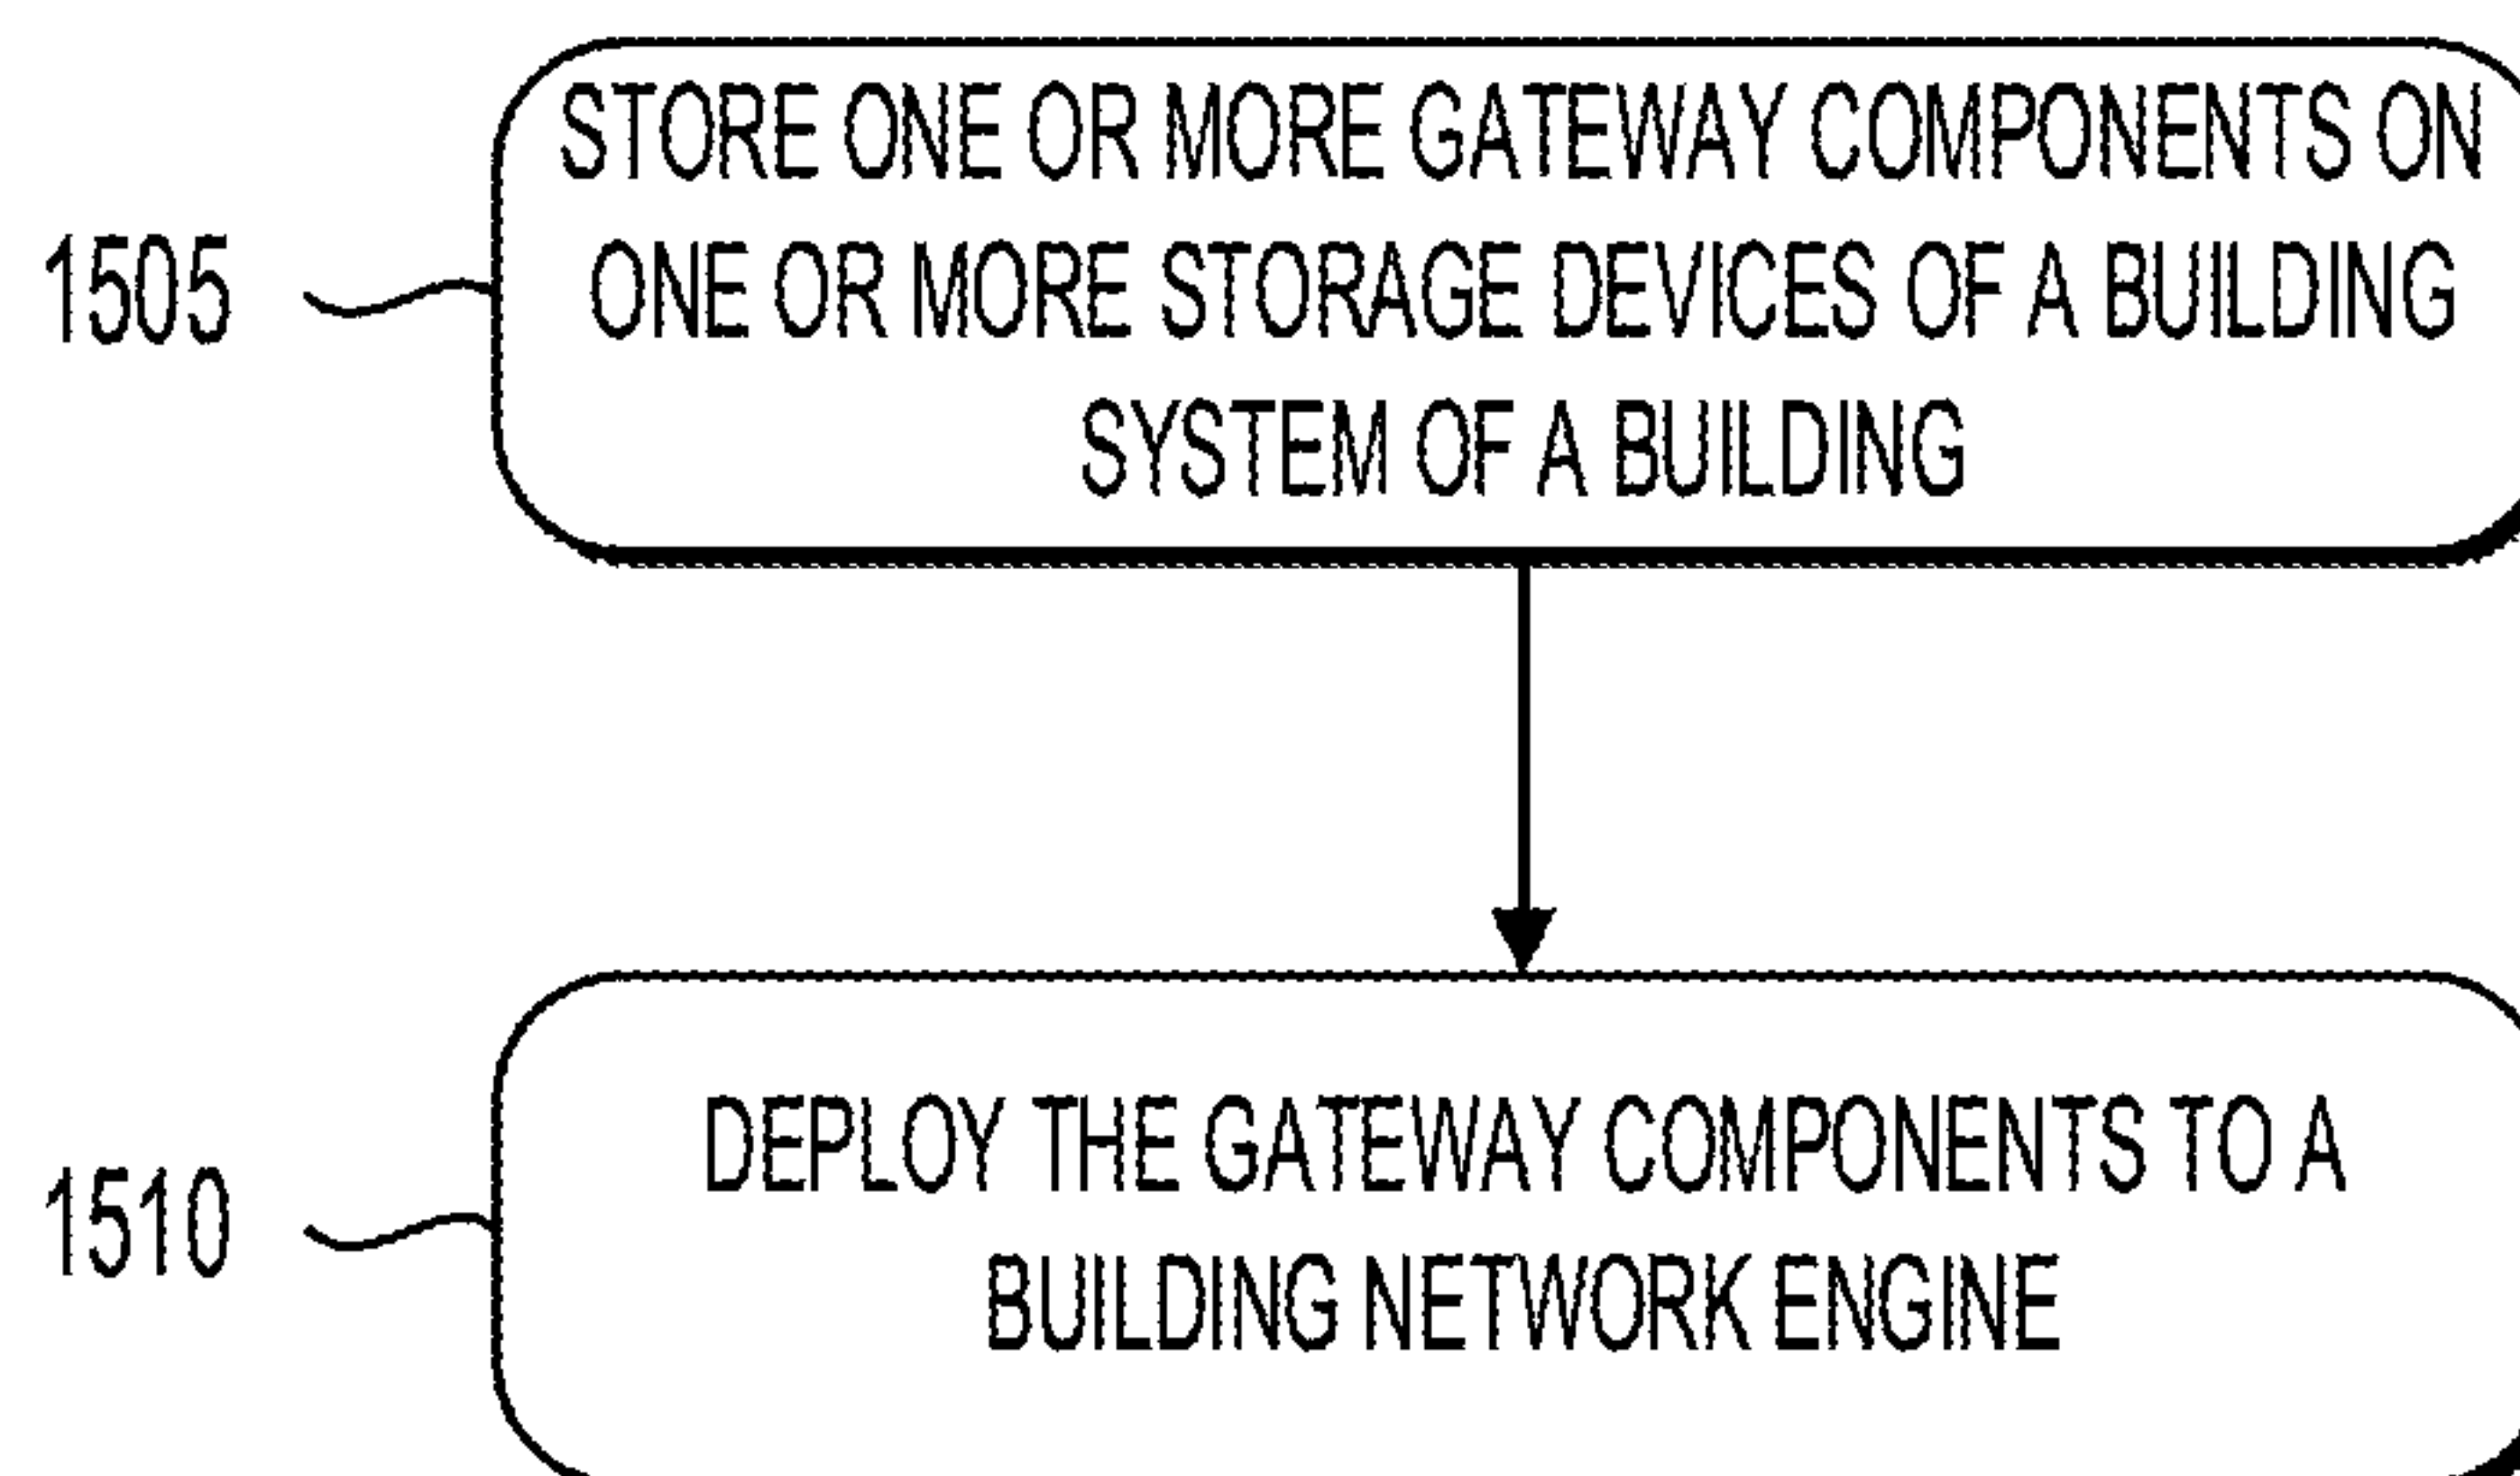 STORE ONE OR MORE GATEWAY COMPONENTS ON
1505
ONE OR MORE STORAGE DEVICES OF A BUILDING
SYSTEM OF A BUILDING
DEPLOY THE GATEWAY COMPONENTS TO A
1510
BUILDING NETWORK ENGINE